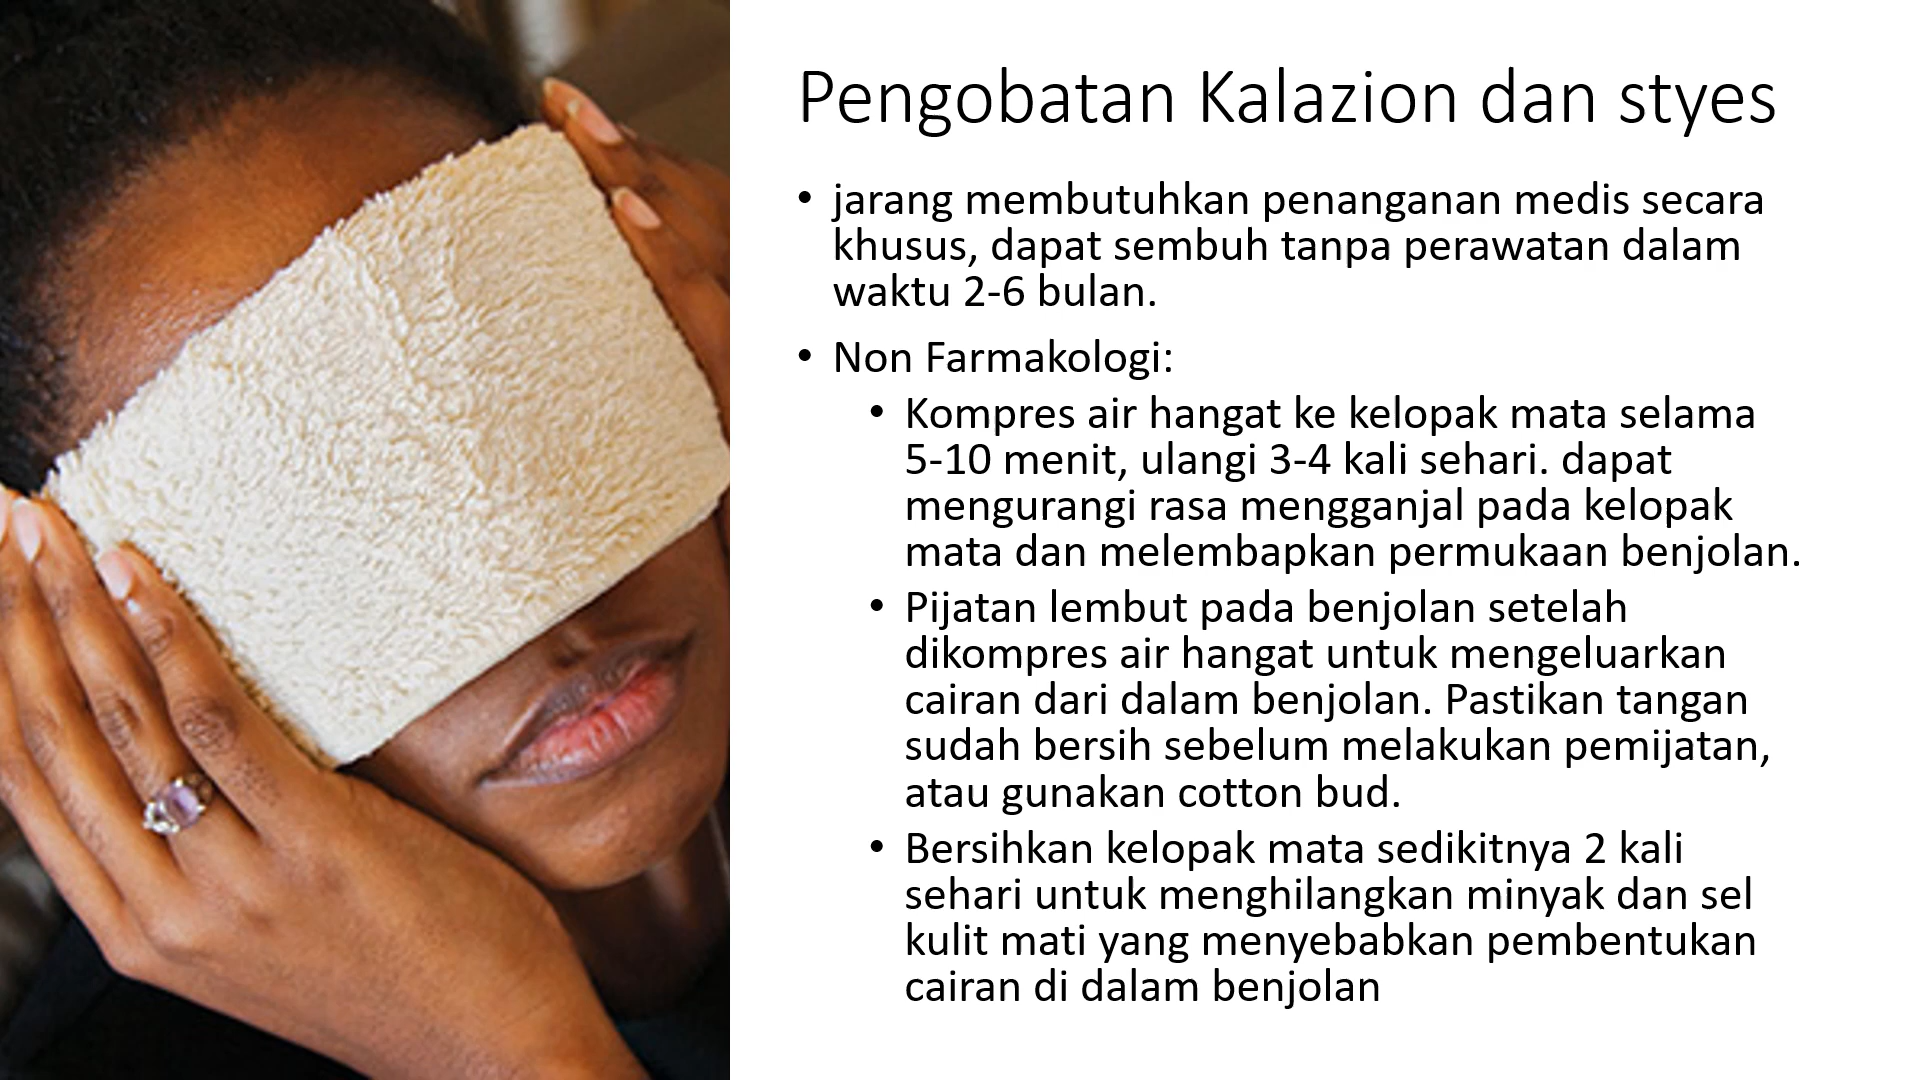 Pengobatan Kalazion dan styes
• jarang membutuhkan penanganan medis secara
khusus, dapat sembuh tanpa perawatan dalam
waktu 2-6 bulan.
• Non Farmakologi:
• Kompres air hangat ke kelopak mata selama
5-10 menit, ulangi 3-4 kali sehari. dapat
mengurangi rasa mengganjal pada kelopak
mata dan melembapkan permukaan benjolan.
• Pijatan lembut pada benjolan setelah
dikompres air hangat untuk mengeluarkan
cairan dari dalam benjolan. Pastikan tangan
sudah bersih sebelum melakukan pemijatan,
atau gunakan cotton bud.
• Bersihkan kelopak mata sedikitnya 2 kali
sehari untuk menghilangkan minyak dan sel
kulit mati yang menyebabkan pembentukan
cairan di dalam benjolan